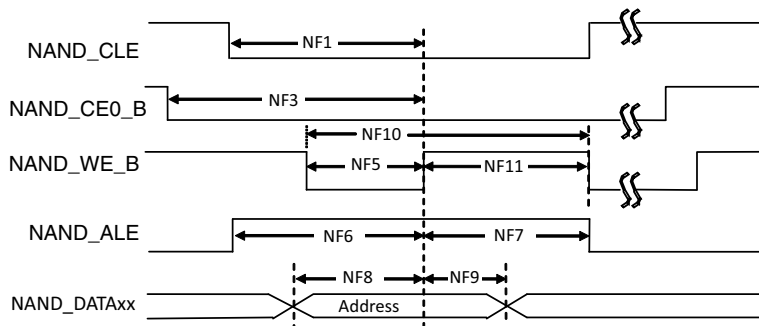 NAND_CLE
NF1
NAND_CE0_B
NF3
NF10
NAND_WE_B
NF5
NF11
NAND_ALE
NF6
NF7
NF8
NF9
NAND_DATAxx
Address